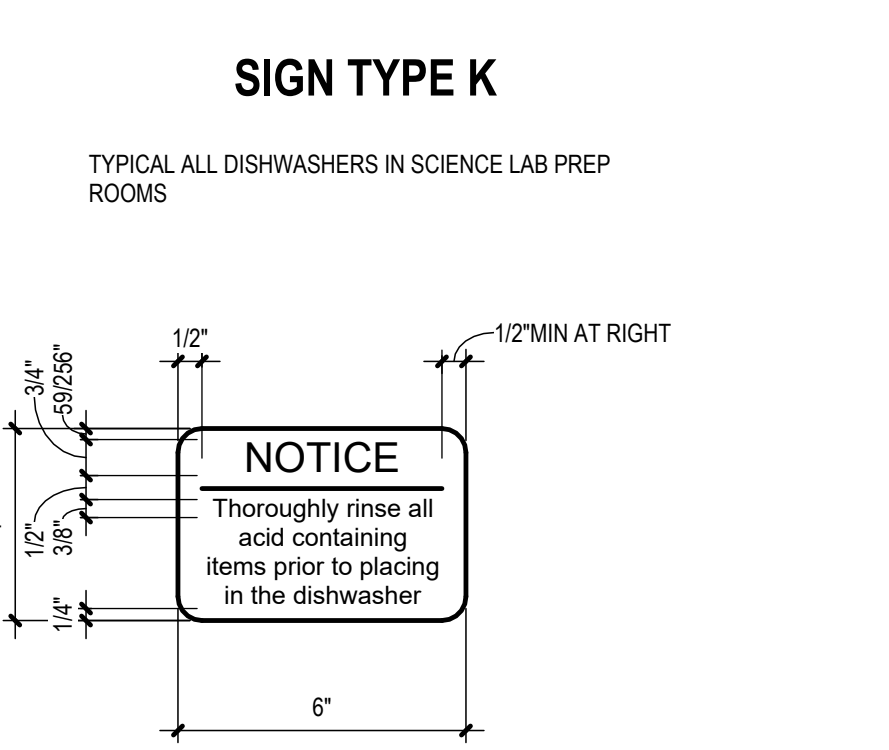 SIGN TYPE K
TYPICAL ALL DISHWASHERS IN SCIENCE LAB PREP
ROOMS
1/2"
1/2"MIN AT RIGHT
3/4"
59/256"
NOTICE
Thoroughly rinse all
acid containing
items prior to placing
in the dishwasher
1/2"
3/8"
1/4"
6"